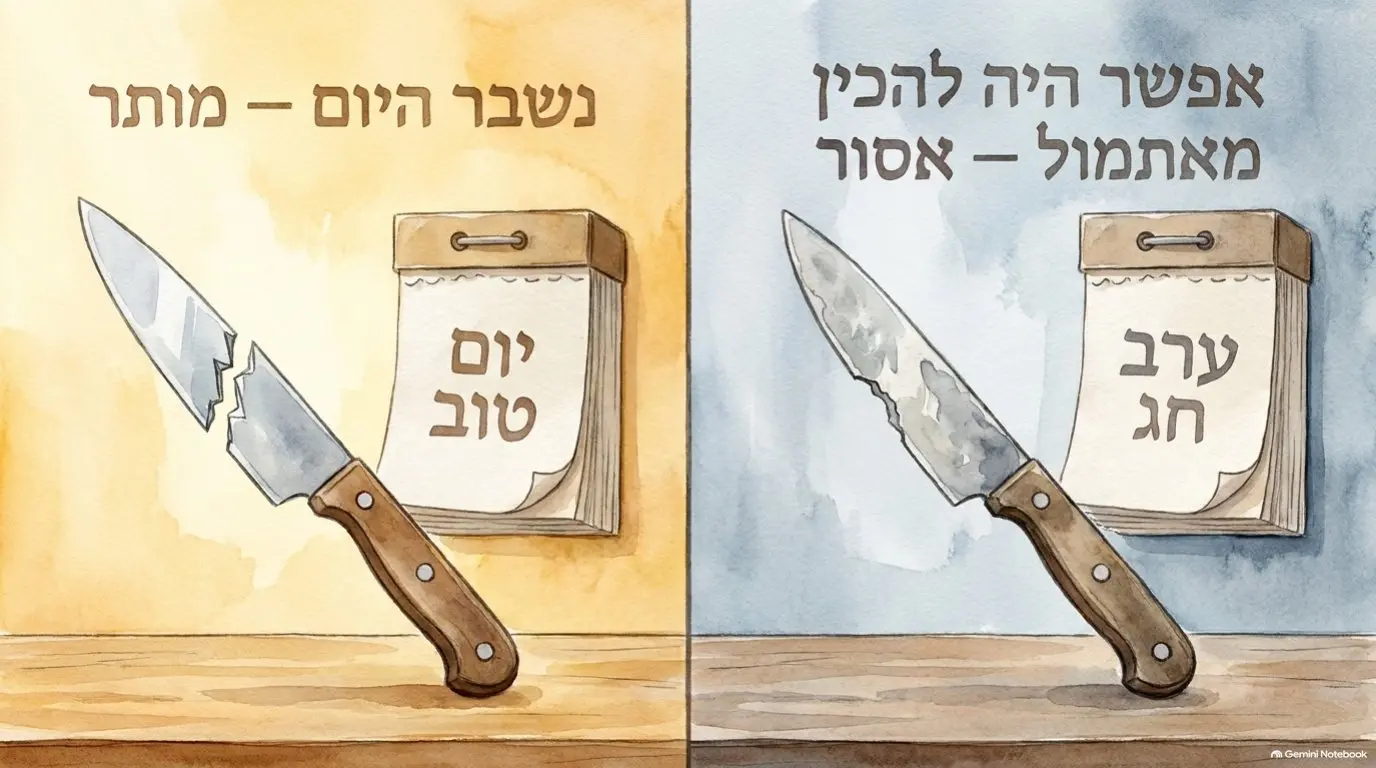 אפשר היה להכין
מאתמול – אסור
ערב
חג
נשבר היום – מותר
יום
טוב
Gemini Notebook